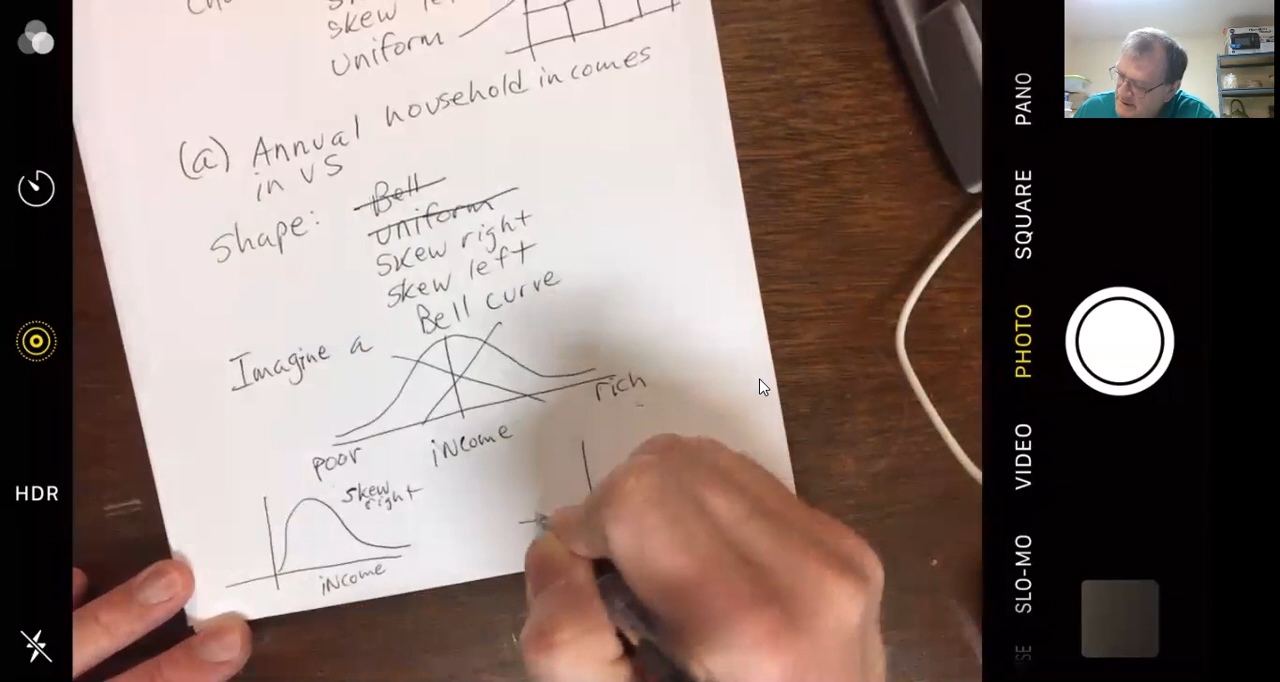 skew
uniform
(a) Annual household incomes
in US
Shape: Bell
uniform
skew right
skew left
Imagine a Bell curve
rich
poor
income
skew
right
income
HDR
PANO
SQUARE
PHOTO
VIDEO
SLO-MO
SE